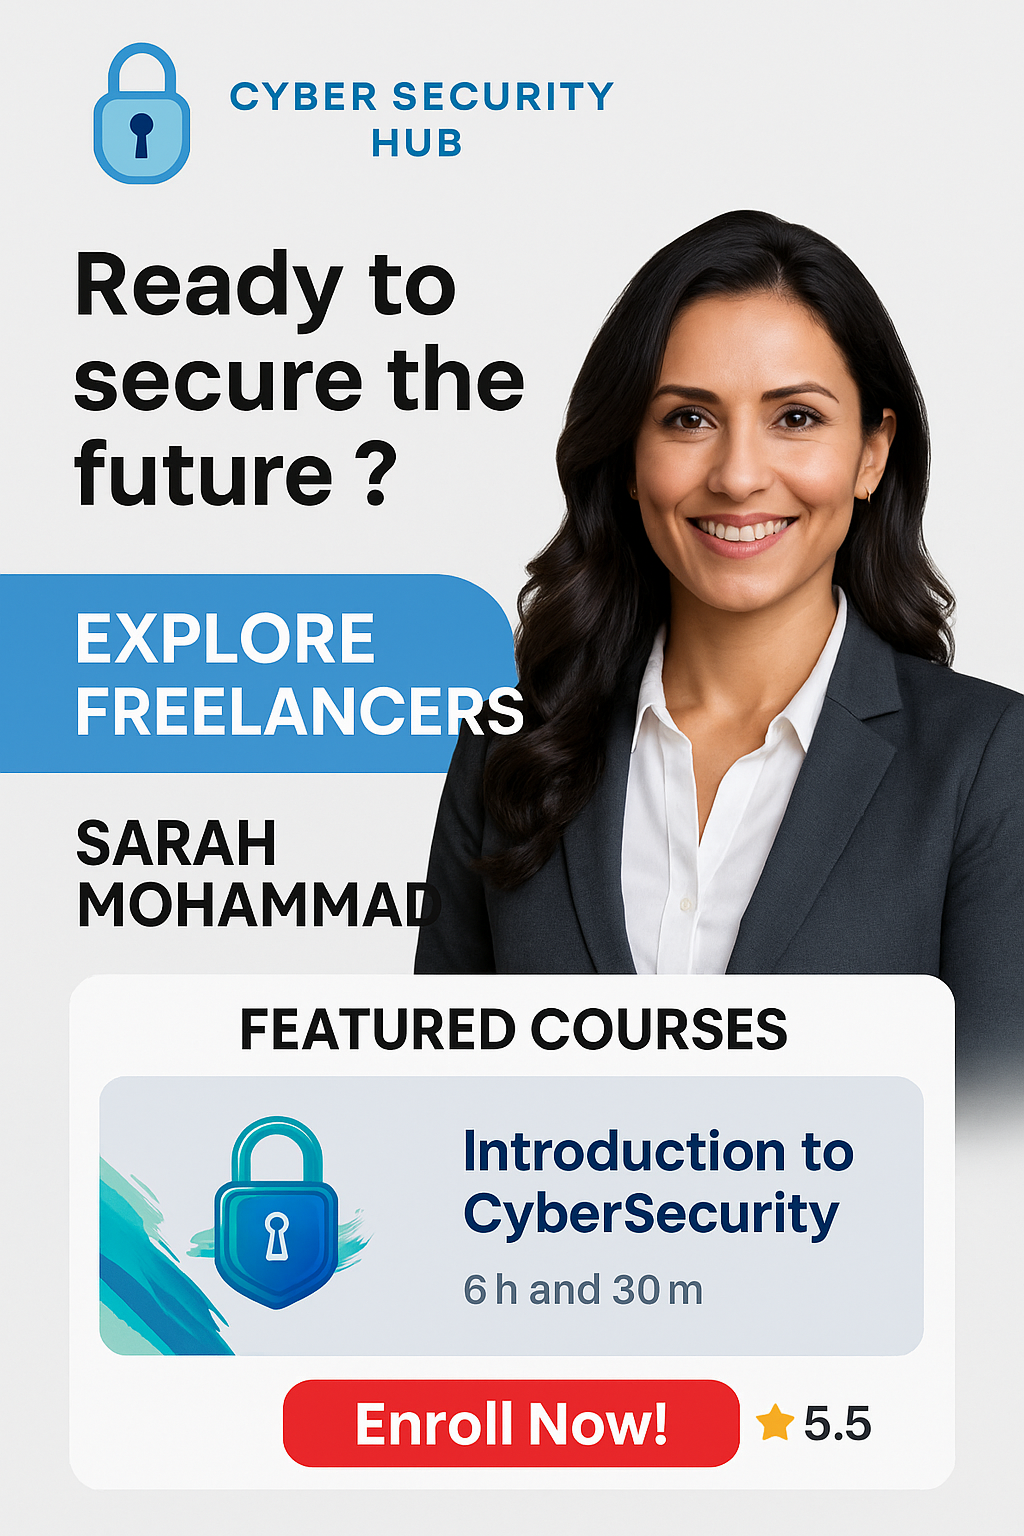 CYBER SECURITY
HUB
Ready to
secure the
future ?
EXPLORE
FREELANCERS
SARAH
MOHAMMAD
FEATURED COURSES
Introduction to
CyberSecurity
6 h and 30 m
Enroll Now!
5.5